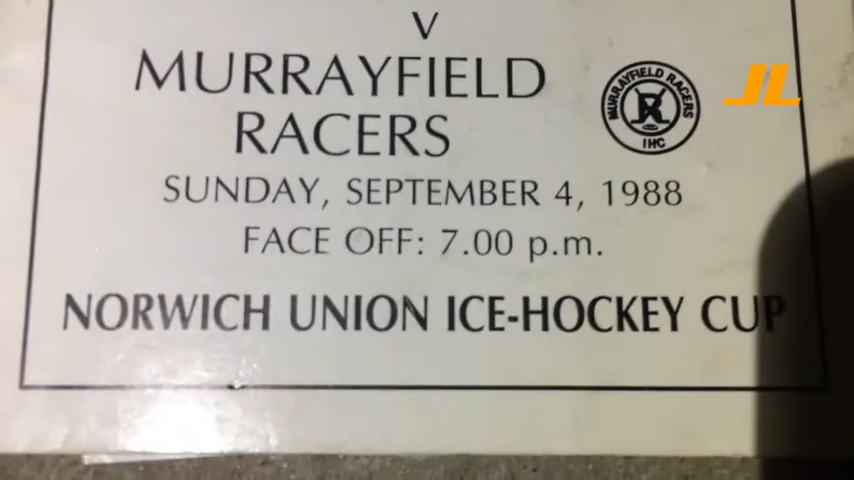 V
MURRAYFIELD
RACERS
MURRAYFIELD RACERS
IHC
JL
SUNDAY, SEPTEMBER 4, 1988
FACE OFF: 7.00 p.m.
NORWICH UNION ICE-HOCKEY CUP